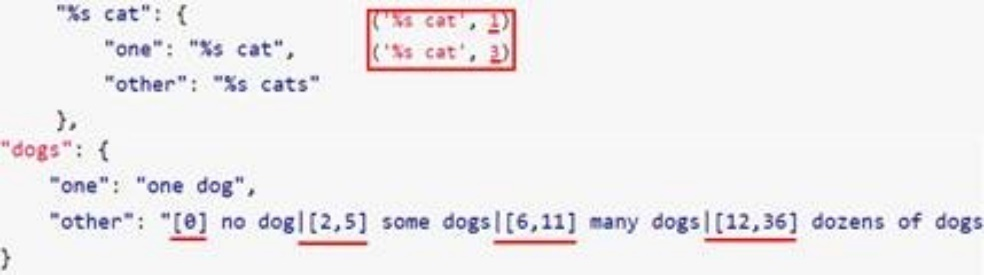 "%s cat": {
('%s cat', 1)
"one": "%s cat",
('%s cat', 3)
"other": "%s cats"
},
"dogs": {
"one": "one dog",
"other": "[0] no dog|[2,5] some dogs|[6,11] many dogs|[12,36] dozens of dogs
}